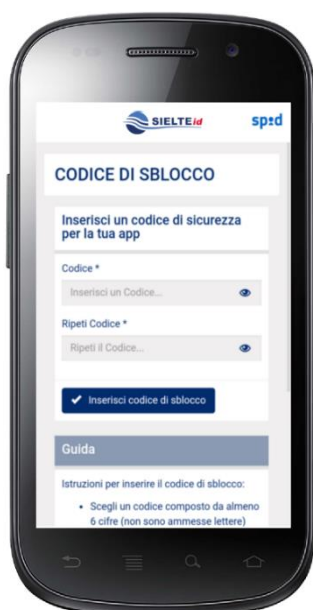 SIELTEid
spid
CODICE DI SBLOCCO
Inserisci un codice di sicurezza
per la tua app
Codice *
Inserisci un Codice...
Ripeti Codice *
Ripeti il Codice...
Inserisci codice di sblocco
Guida
Istruzioni per inserire il codice di sblocco:
• Scegli un codice composto da almeno
6 cifre (non sono ammesse lettere)